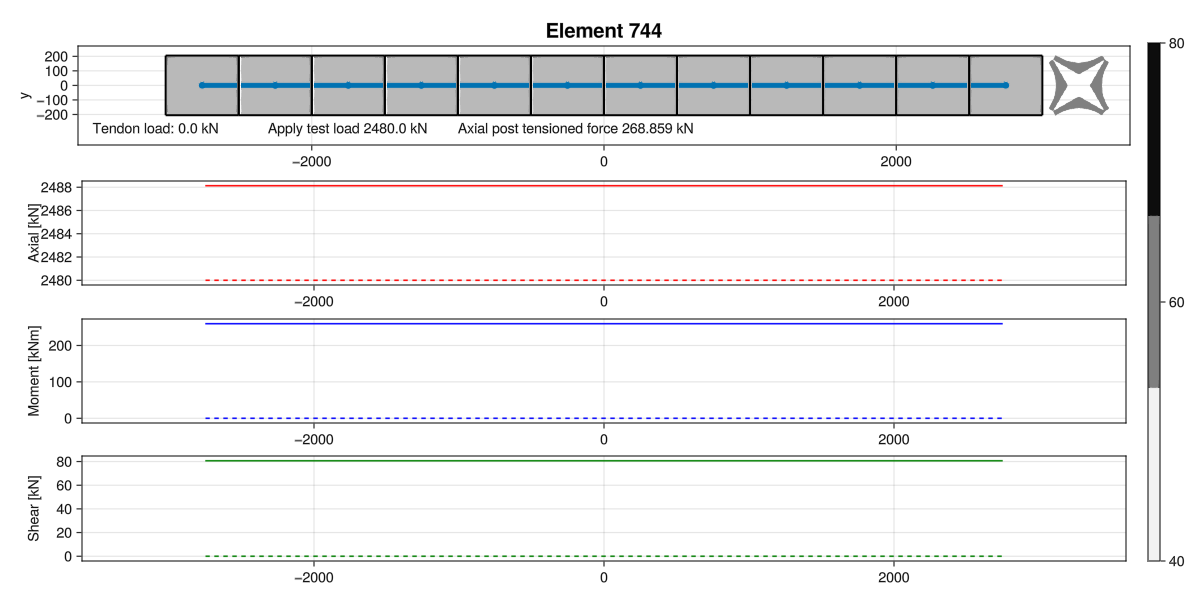 Element 744
y
200
100
0
−100
−200
Tendon load: 0.0 kN Apply test load 2480.0 kN Axial post tensioned force 268.859 kN
−2000 0 2000
Axial [kN]
2488
2486
2484
2482
2480
−2000 0 2000
Moment [kNm]
200
100
0
−2000 0 2000
Shear [kN]
80
60
40
20
0
−2000 0 2000
80
60
40